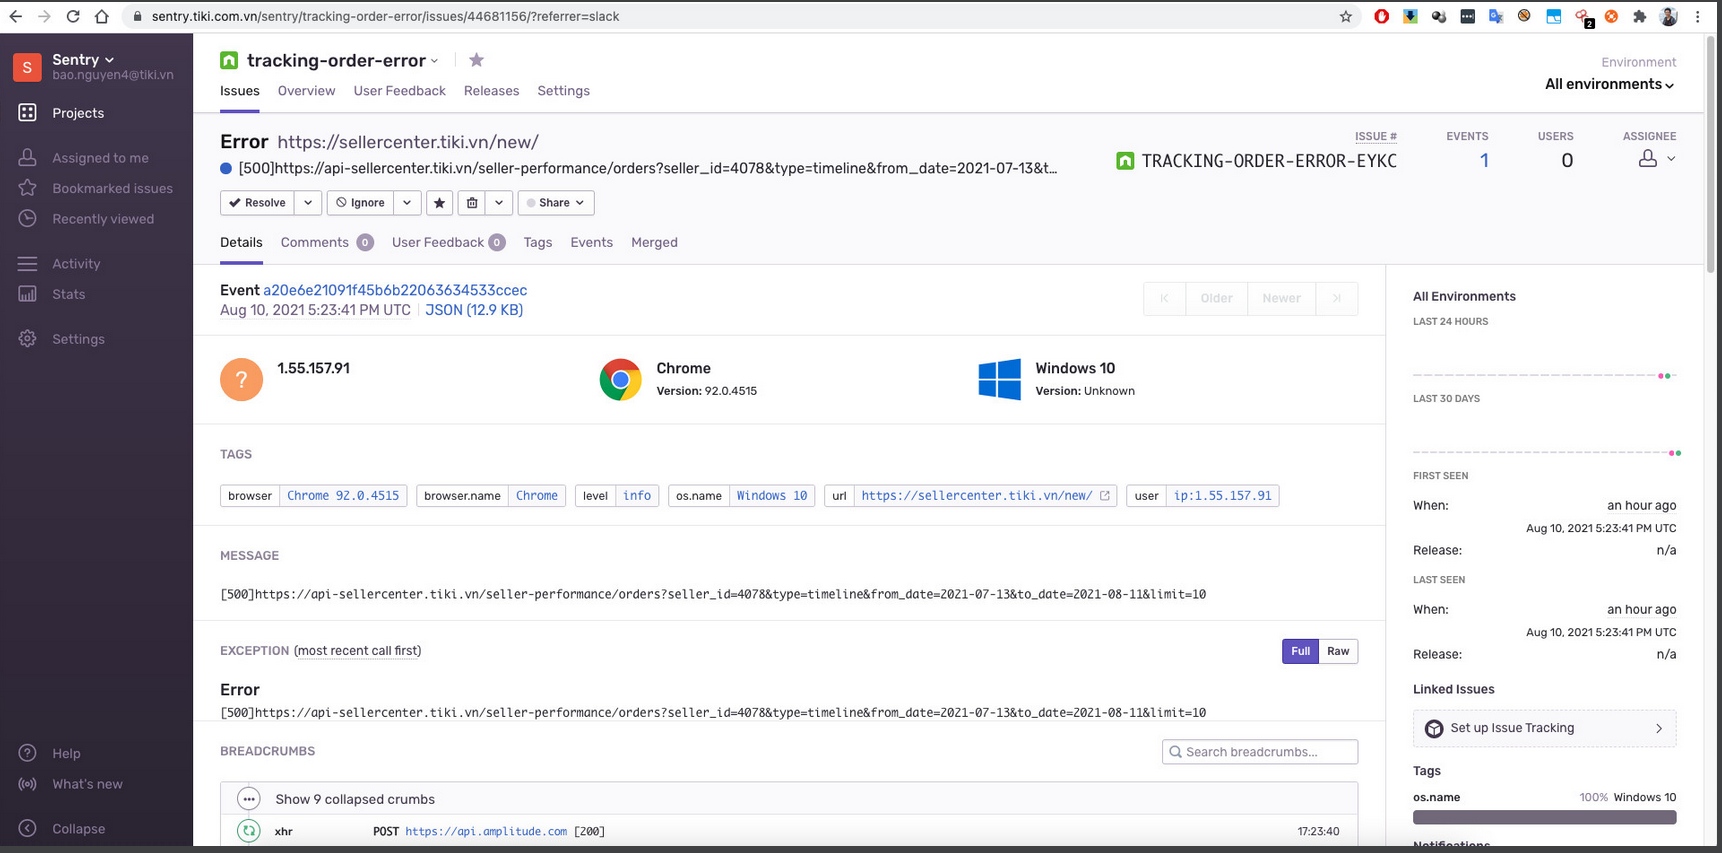 sentry.tiki.com.vn/sentry/tracking-order-error/issues/44681156/?referrer=slack
2
S
Sentry
bao.nguyen4@tiki.vn
Projects
Assigned to me
Bookmarked issues
Recently viewed
Activity
Stats
Settings
Help
What's new
Collapse
tracking-order-error
Issues Overview User Feedback Releases Settings
Environment
All environments
Error https://sellercenter.tiki.vn/new/
[500]https://api-sellercenter.tiki.vn/seller-performance/orders?seller_id=4078&type=timeline&from_date=2021-07-13&t...
ISSUE # EVENTS USERS ASSIGNEE
TRACKING-ORDER-ERROR-EYKC 1 0
Resolve Ignore Share
Details Comments 0 User Feedback 0 Tags Events Merged
Event a20e6e21091f45b6b22063634533ccec
Aug 10, 2021 5:23:41 PM UTC JSON (12.9 KB)
Older Newer
? 1.55.157.91
Chrome
Version: 92.0.4515
Windows 10
Version: Unknown
TAGS
browser Chrome 92.0.4515 browser.name Chrome level info os.name Windows 10 url https://sellercenter.tiki.vn/new/ user ip:1.55.157.91
MESSAGE
[500]https://api-sellercenter.tiki.vn/seller-performance/orders?seller_id=4078&type=timeline&from_date=2021-07-13&to_date=2021-08-11&limit=10
EXCEPTION (most recent call first)
Full Raw
Error
[500]https://api-sellercenter.tiki.vn/seller-performance/orders?seller_id=4078&type=timeline&from_date=2021-07-13&to_date=2021-08-11&limit=10
BREADCRUMBS
Search breadcrumbs...
Show 9 collapsed crumbs
xhr POST https://api.amplitude.com [200] 17:23:40
All Environments
LAST 24 HOURS
LAST 30 DAYS
FIRST SEEN
When: an hour ago
Aug 10, 2021 5:23:41 PM UTC
Release: n/a
LAST SEEN
When: an hour ago
Aug 10, 2021 5:23:41 PM UTC
Release: n/a
Linked Issues
Set up Issue Tracking
Tags
os.name 100% Windows 10
Notifications